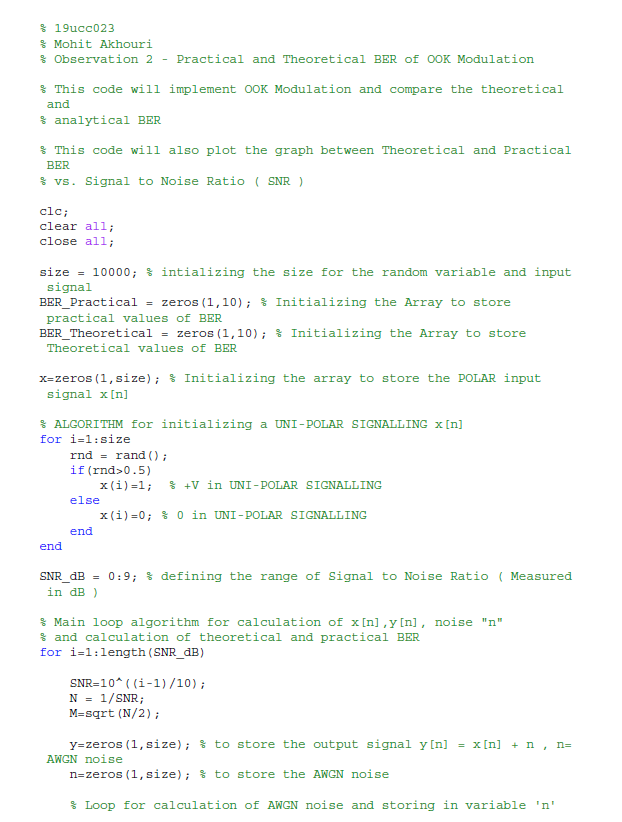 % 19ucc023
% Mohit Akhouri
% Observation 2 - Practical and Theoretical BER of OOK Modulation
% This code will implement OOK Modulation and compare the theoretical
and
% analytical BER
% This code will also plot the graph between Theoretical and Practical
BER
% vs. Signal to Noise Ratio ( SNR )
clc;
clear all;
close all;
size = 10000; % intializing the size for the random variable and input
signal
BER_Practical = zeros(1,10); % Initializing the Array to store
practical values of BER
BER_Theoretical = zeros(1,10); % Initializing the Array to store
Theoretical values of BER
x=zeros(1,size); % Initializing the array to store the POLAR input
signal x[n]
% ALGORITHM for initializing a UNI-POLAR SIGNALLING x[n]
for i=1:size
rnd = rand();
if(rnd>0.5)
x(i)=1; % +V in UNI-POLAR SIGNALLING
else
x(i)=0; % 0 in UNI-POLAR SIGNALLING
end
end
SNR_dB = 0:9; % defining the range of Signal to Noise Ratio ( Measured
in dB )
% Main loop algorithm for calculation of x[n],y[n], noise "n"
% and calculation of theoretical and practical BER
for i=1:length(SNR_dB)
SNR=10^((i-1)/10);
N = 1/SNR;
M=sqrt(N/2);
y=zeros(1,size); % to store the output signal y[n] = x[n] + n , n=
AWGN noise
n=zeros(1,size); % to store the AWGN noise
% Loop for calculation of AWGN noise and storing in variable 'n'